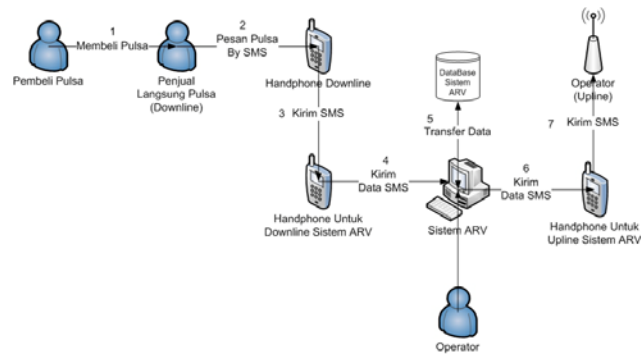 1
Membeli Pulsa
2
Pesan Pulsa
By SMS
Pembeli Pulsa
Penjual
Langsung Pulsa
(Downline)
Handphone Downline
3 Kirim SMS
Handphone Untuk
Downline Sistem ARV
4
Kirim
Data SMS
DataBase
Sistem
ARV
5
Transfer Data
Sistem ARV
6
Kirim
Data SMS
Operator
(Upline)
7 Kirim SMS
Handphone Untuk
Upline Sistem ARV
Operator